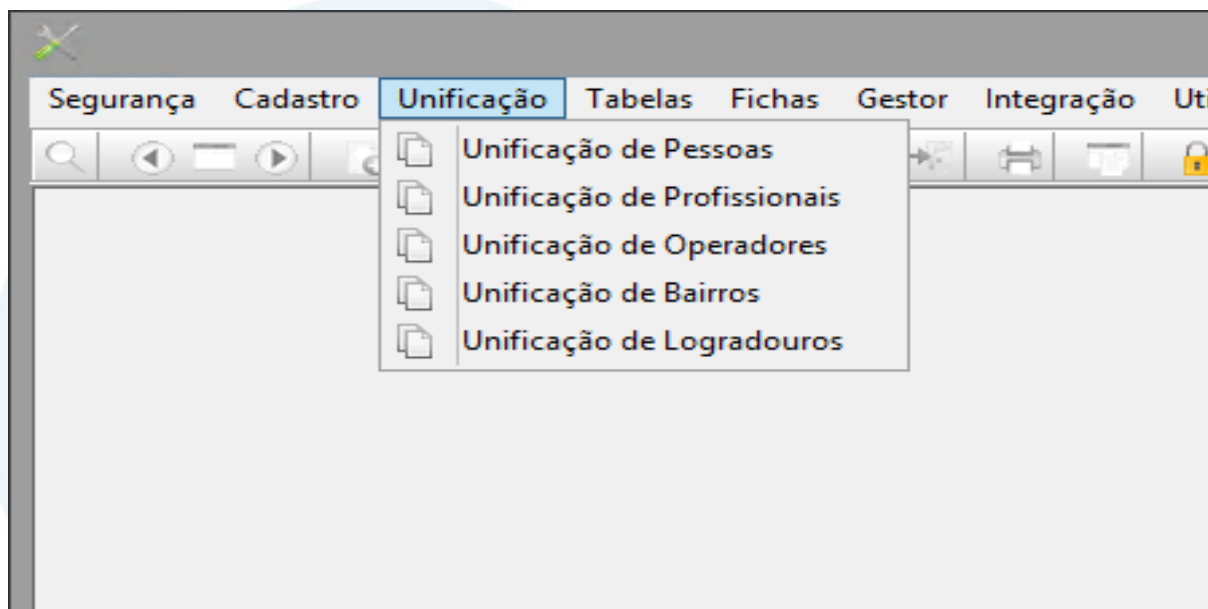 Segurança Cadastro Unificação Tabelas Fichas Gestor Integração Uti
Unificação de Pessoas
Unificação de Profissionais
Unificação de Operadores
Unificação de Bairros
Unificação de Logradouros